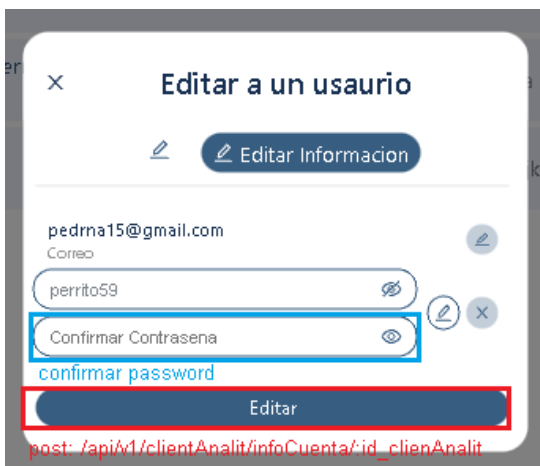 Editar a un usaurio
Editar Informacion
pedrna15@gmail.com
Correo
perrito59
Confirmar Contrasena
confirmar password
Editar
post: /api/v1/clientAnalit/infoCuenta/:id_clienAnalit